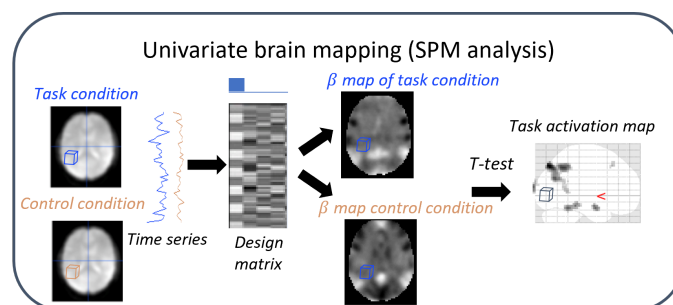 Univariate brain mapping (SPM analysis)
Task condition
β map of task condition
Task activation map
T-test
Control condition
β map control condition
Time series
Design
matrix